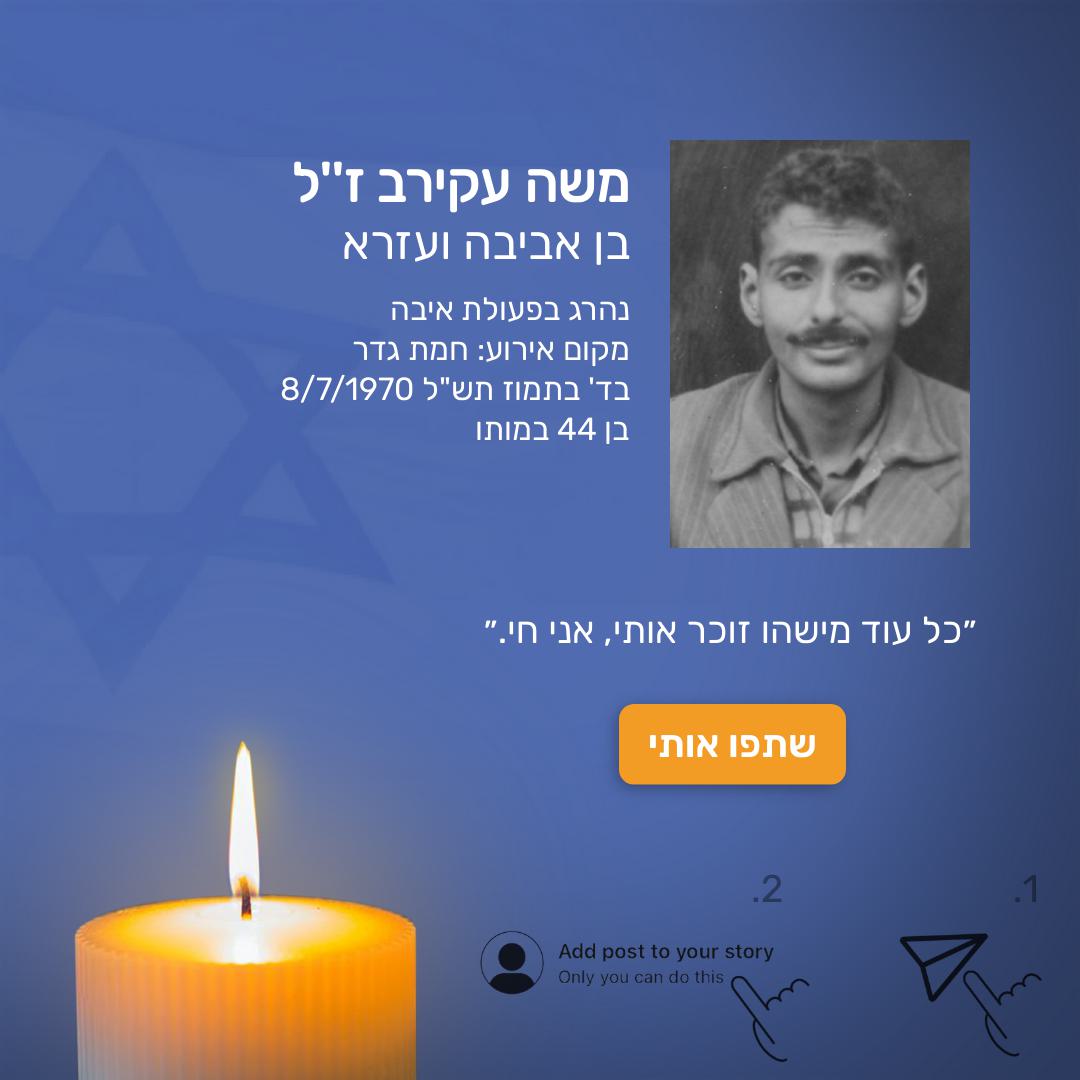 משה עקירב ז"ל
בן אביבה ועזרא
נהרג בפעולת איבה
מקום אירוע: חמת גדר
בד' בתמוז תש"ל 8/7/1970
בן 44 במותו
״כל עוד מישהו זוכר אותי, אני חי.״
שתפו אותי
.1
.2
Add post to your story
Only you can do this